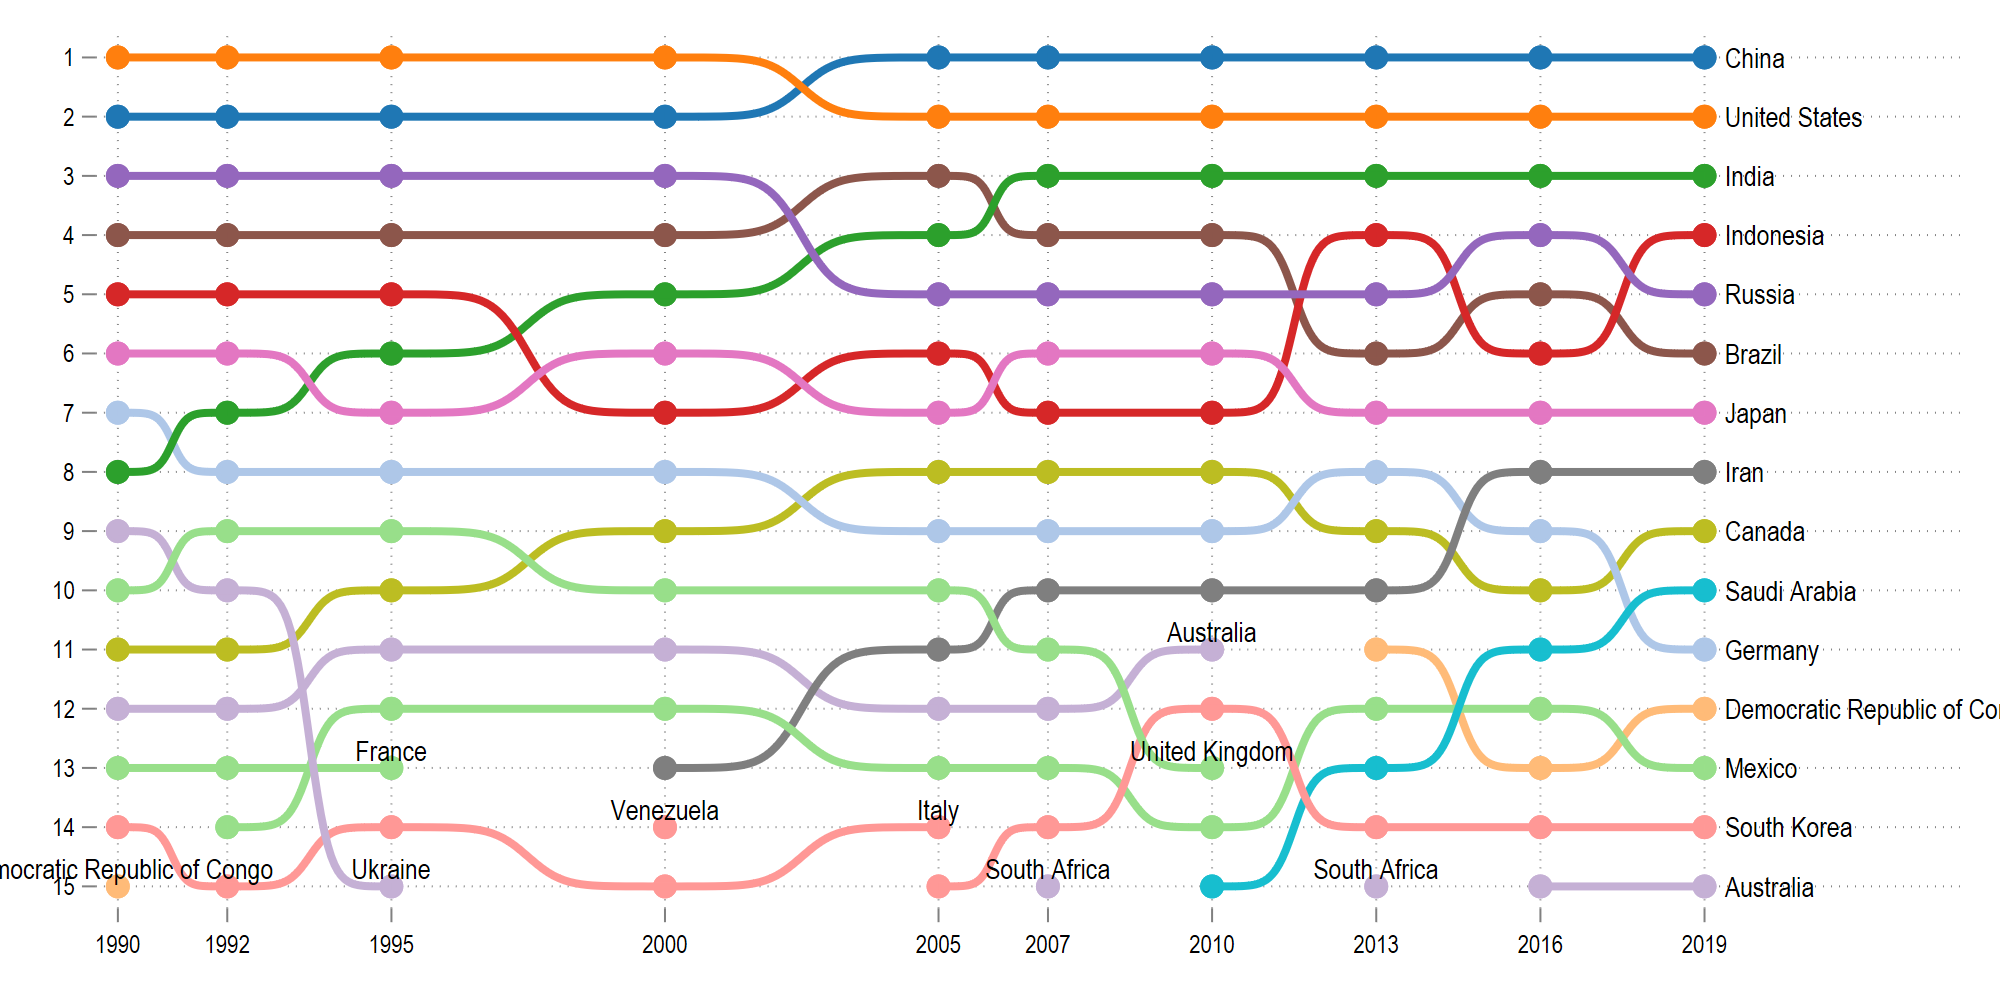 1
China
2
United States
3
India
4
Indonesia
5
Russia
6
Brazil
7
Japan
8
Iran
9
Canada
10
Saudi Arabia
11
Australia
Germany
12
Democratic Republic of Co
13
France
United Kingdom
Mexico
14
Venezuela
Italy
South Korea
15
mocratic Republic of Congo
Ukraine
South Africa
South Africa
Australia
1990 1992 1995 2000 2005 2007 2010 2013 2016 2019